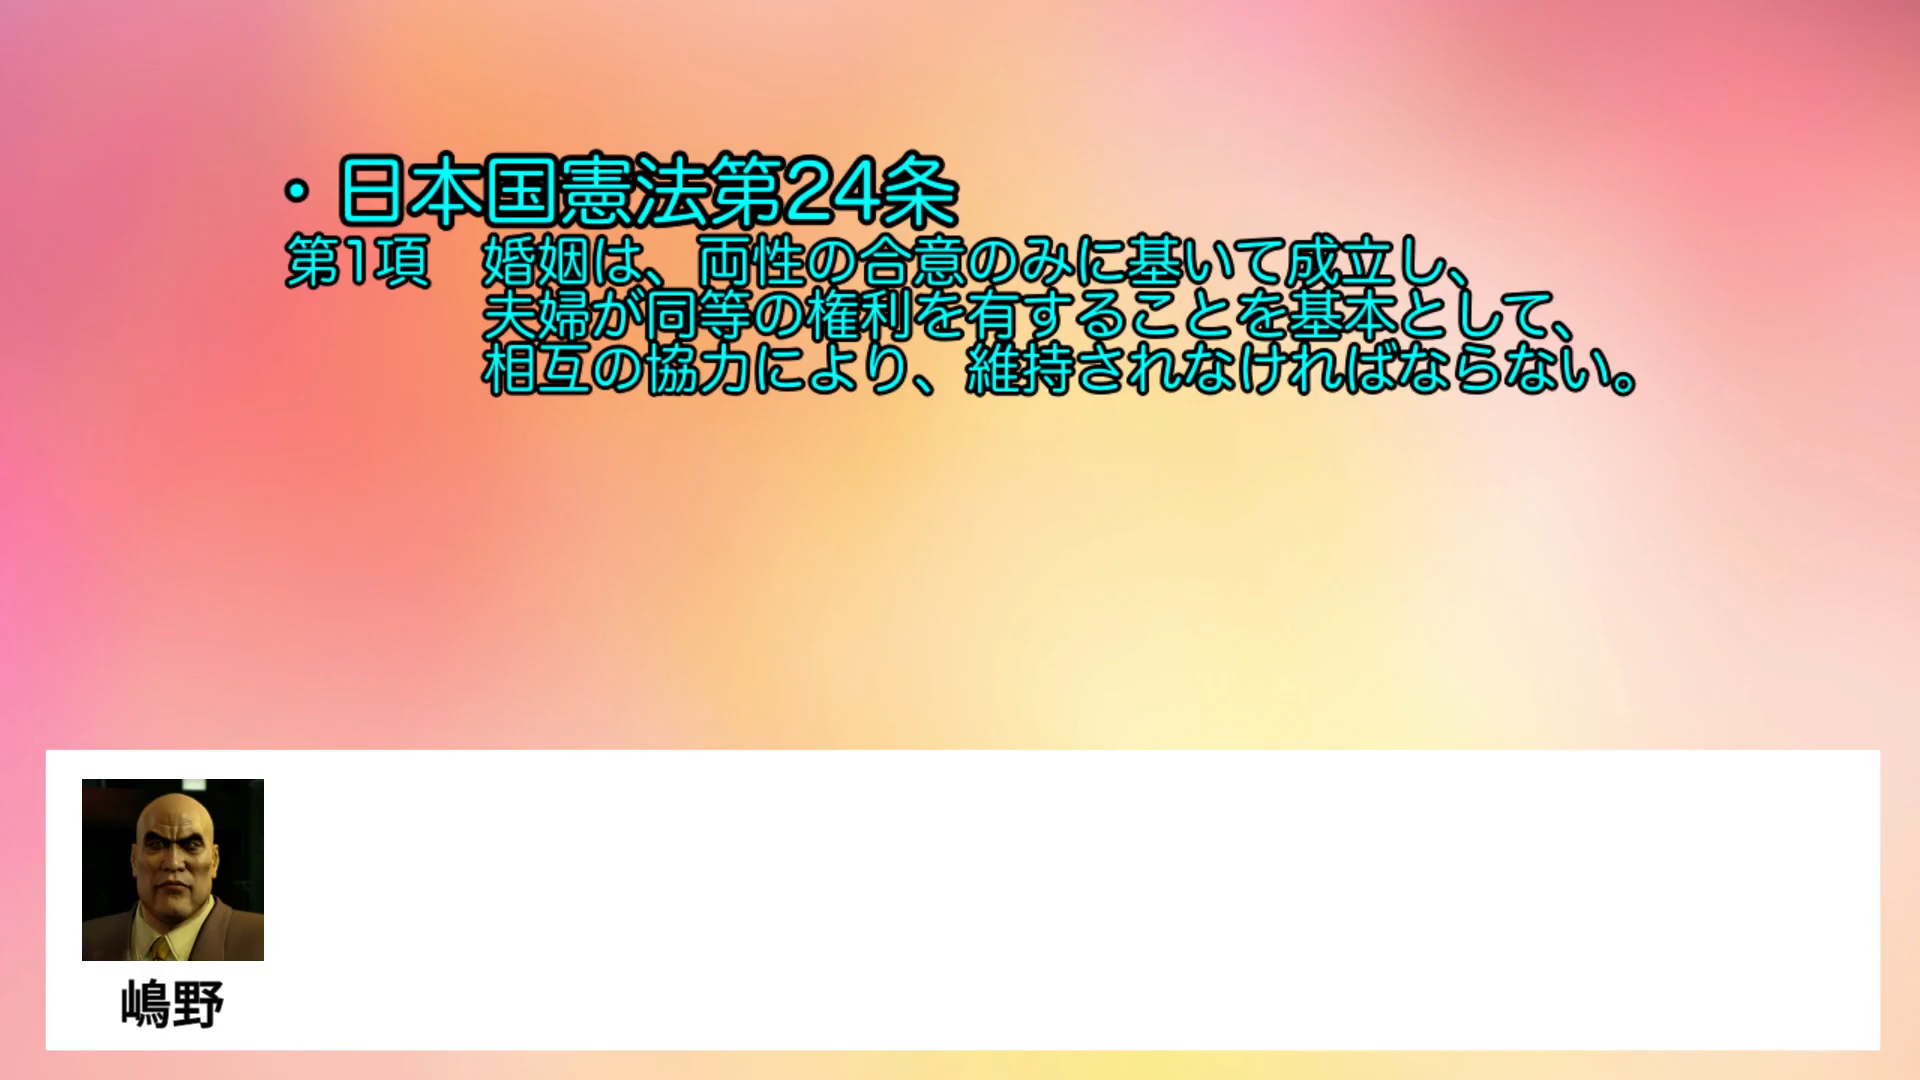 ・日本国憲法第24条
第1項　婚姻は、両性の合意のみに基いて成立し、
夫婦が同等の権利を有することを基本として、
相互の協力により、維持されなければならない。
嶋野